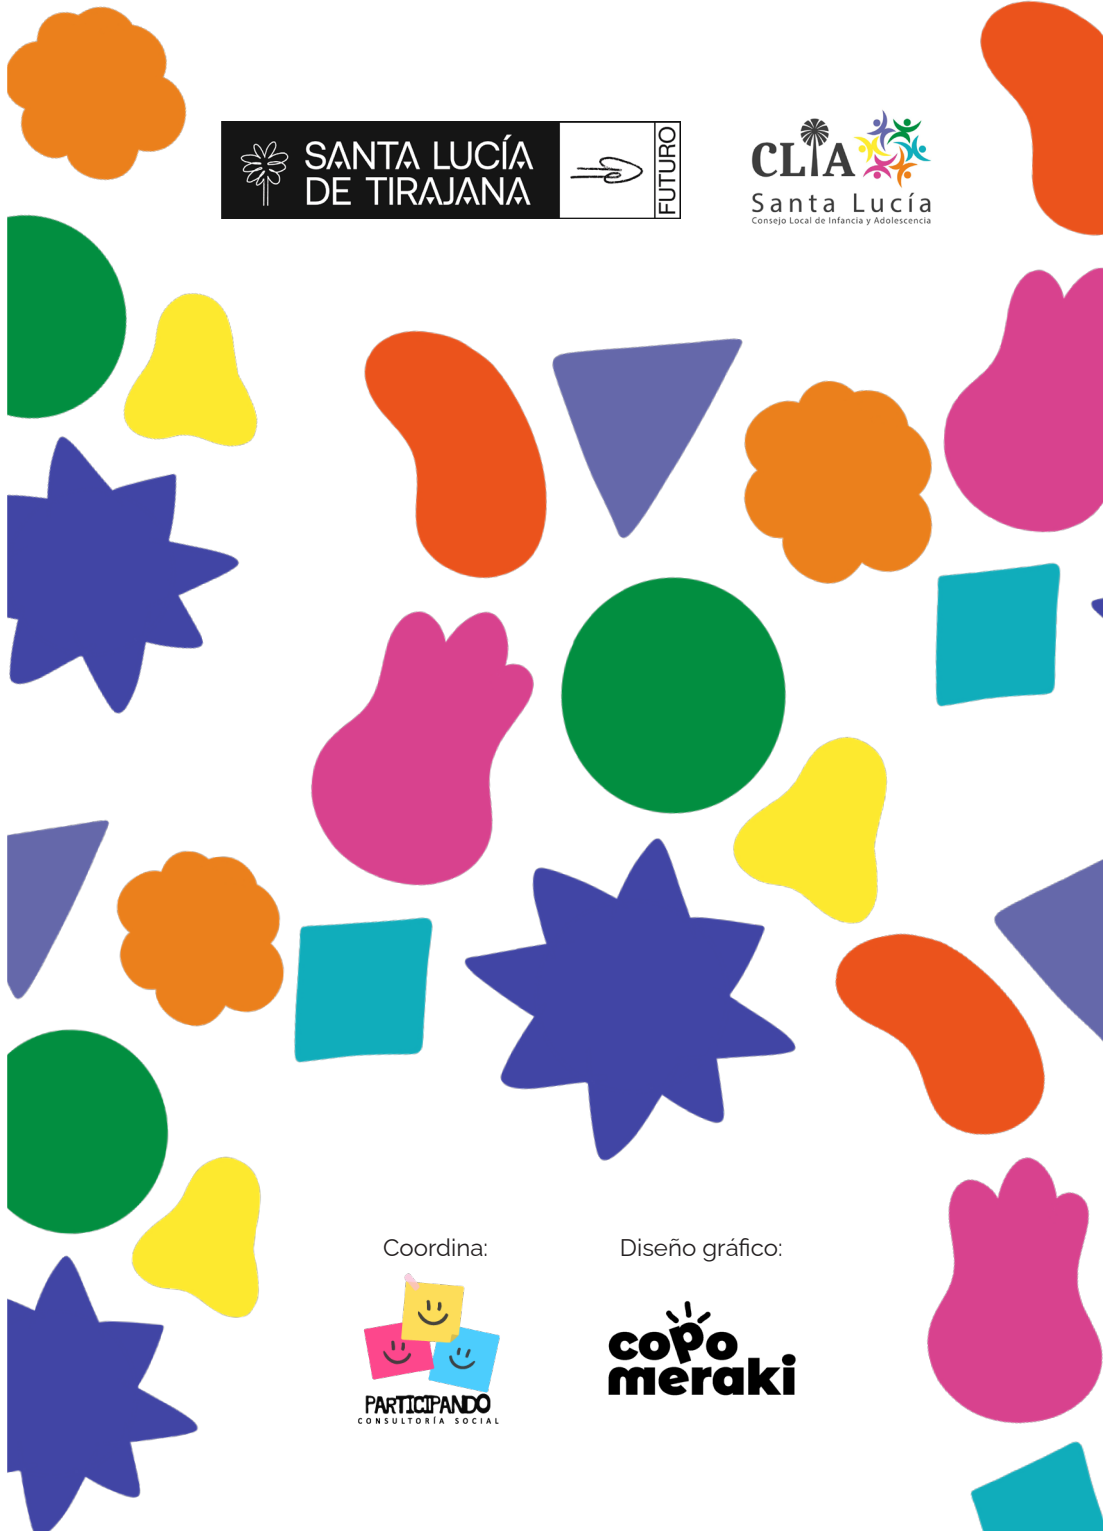 SANTA LUCÍA
DE TIRAJANA
FUTURO
CLIA
Santa Lucía
Consejo Local de Infancia y Adolescencia
Coordina:
Diseño gráfico:
PARTICIPANDO
CONSULTORÍA SOCIAL
copo
meraki